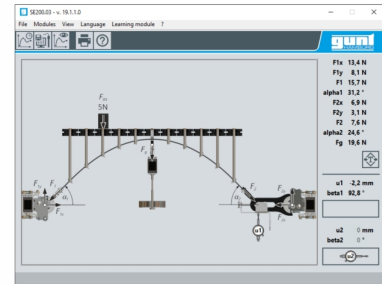 SE200.03 - v. 19.1.1.0
File Modules View Language Learning module ?
gunt
F1x 13,4 N
F1y 8,1 N
F1 15,7 N
alpha1 31,2 °
F2x 6,9 N
F2y 3,1 N
F2 7,6 N
alpha2 24,6 °
Fg 19,6 N
u1 -2,2 mm
beta1 92,8 °
u2 0 mm
beta2 0 °
u2
5N
u1